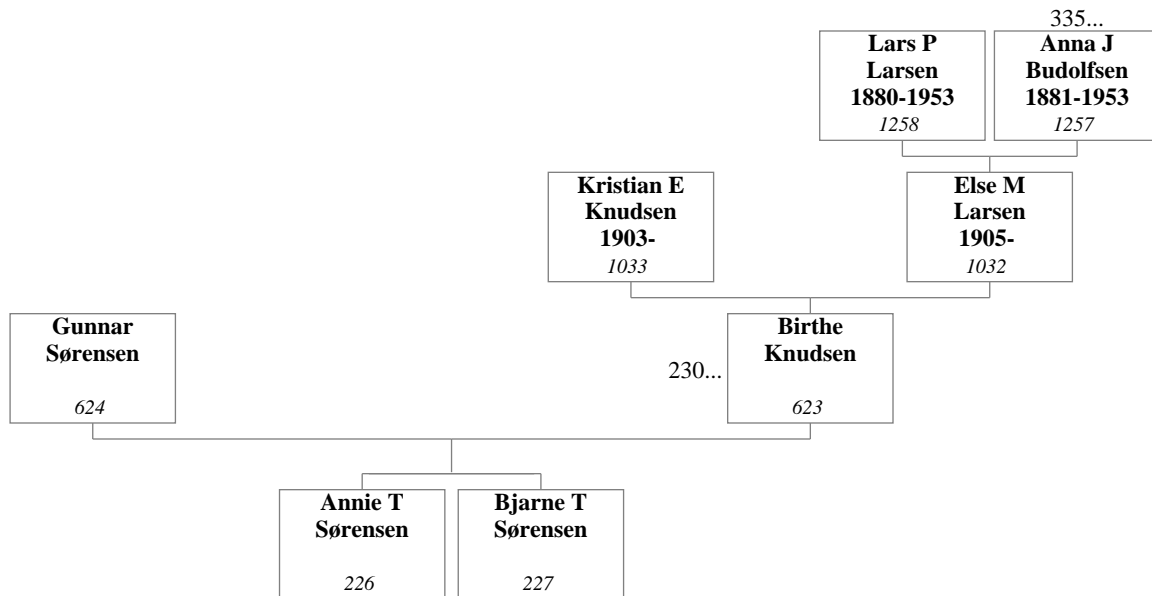 335...
Lars P
Larsen
1880-1953
1258
Anna J
Budolfsen
1881-1953
1257
Kristian E
Knudsen
1903-
1033
Else M
Larsen
1905-
1032
Gunnar
Sørensen
624
230...
Birthe
Knudsen
623
Annie T
Sørensen
226
Bjarne T
Sørensen
227